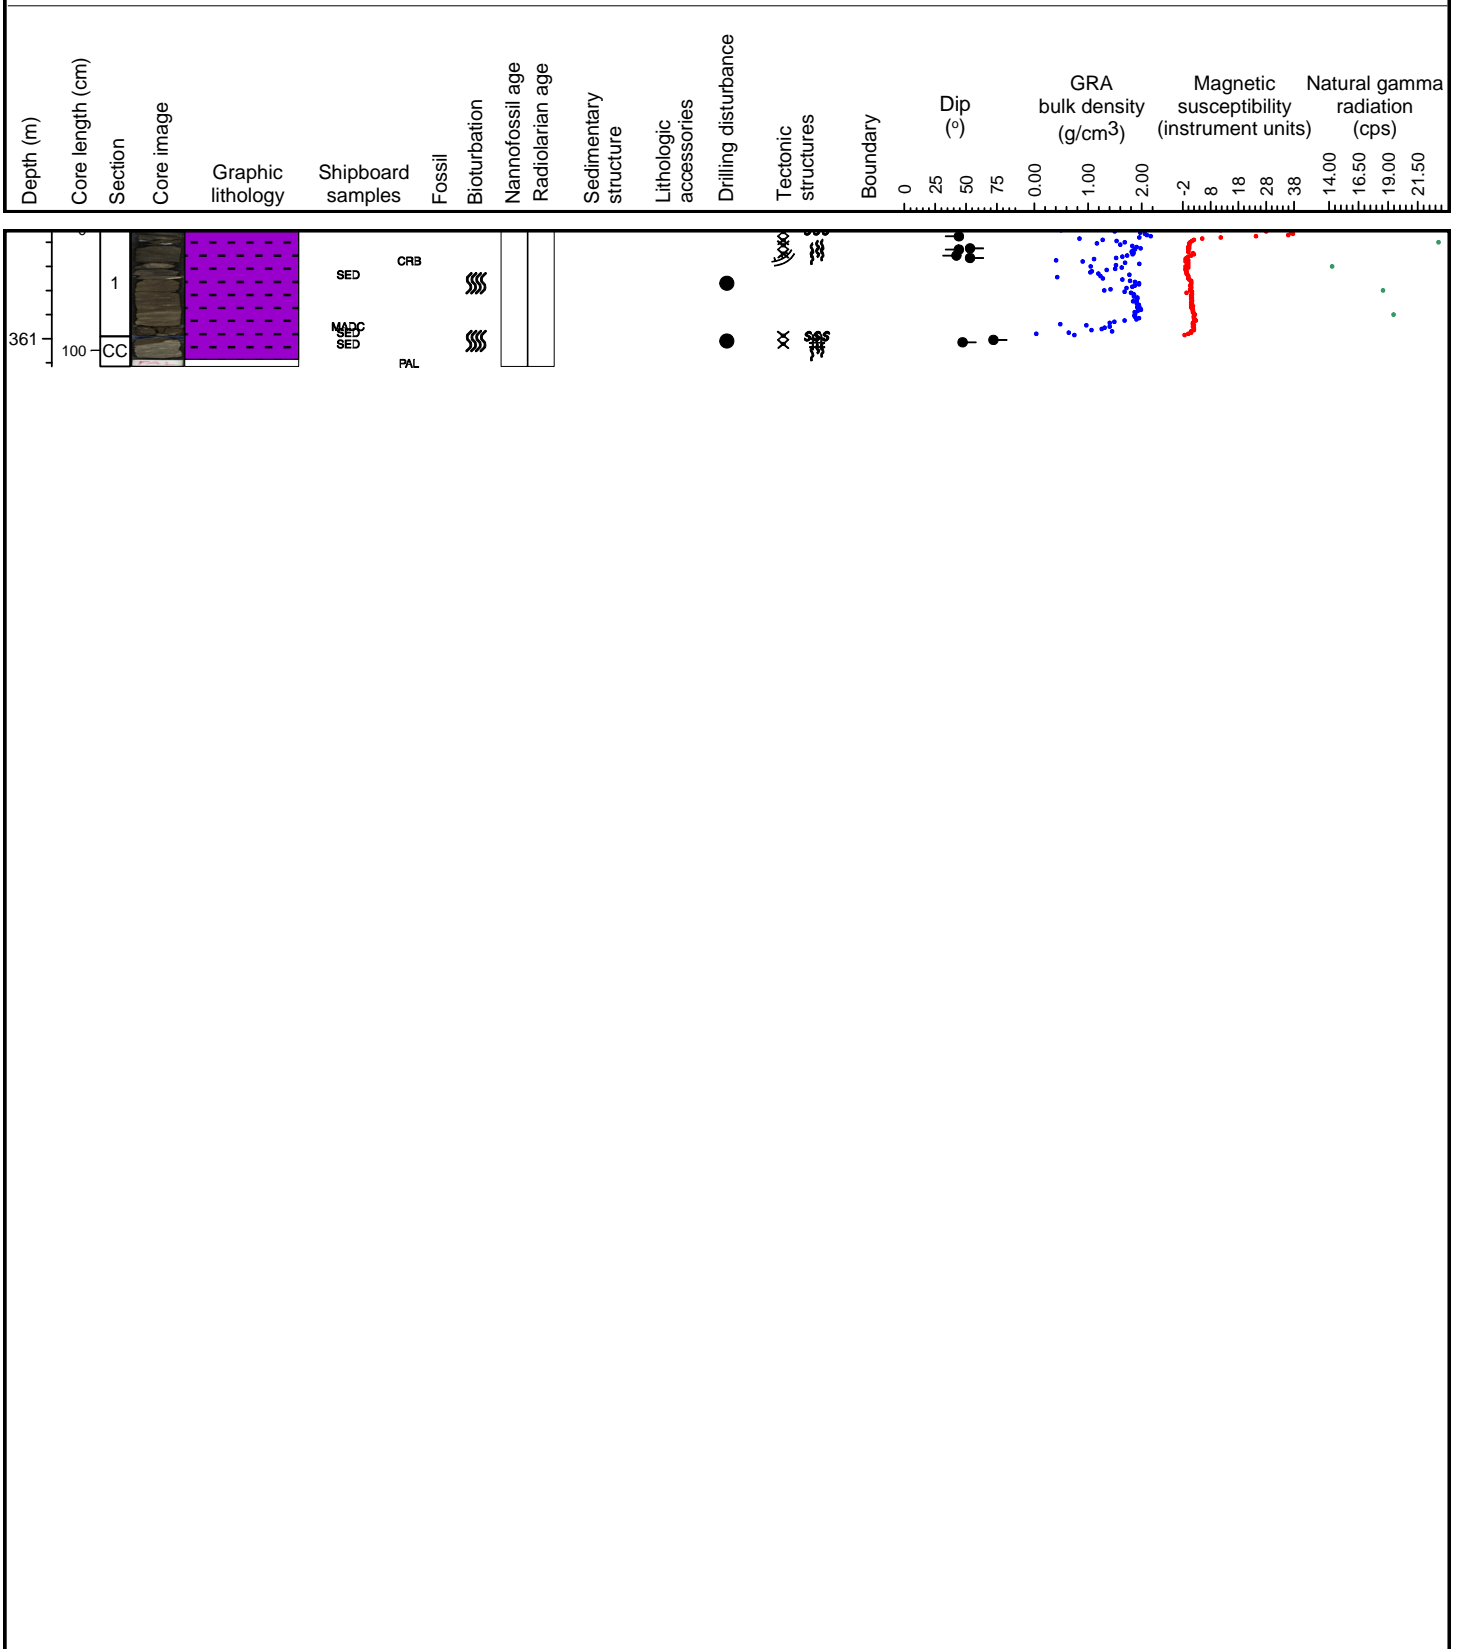 Depth (m)
Core length (cm)
Section
Core image
Graphic
lithology
Shipboard
samples
Fossil
Bioturbation
Nannofossil age
Radiolarian age
Sedimentary
structure
Lithologic
accessories
Drilling disturbance
Tectonic
structures
Boundary
Dip
(o)
0
25
50
75
GRA
bulk density
(g/cm3)
0.00
1.00
2.00
Magnetic
susceptibility
(instrument units)
-2
8
18
28
38
Natural gamma
radiation
(cps)
14.00
16.50
19.00
21.50
CRB
SED
1
MADC
SED
361
SED
100
CC
PAL